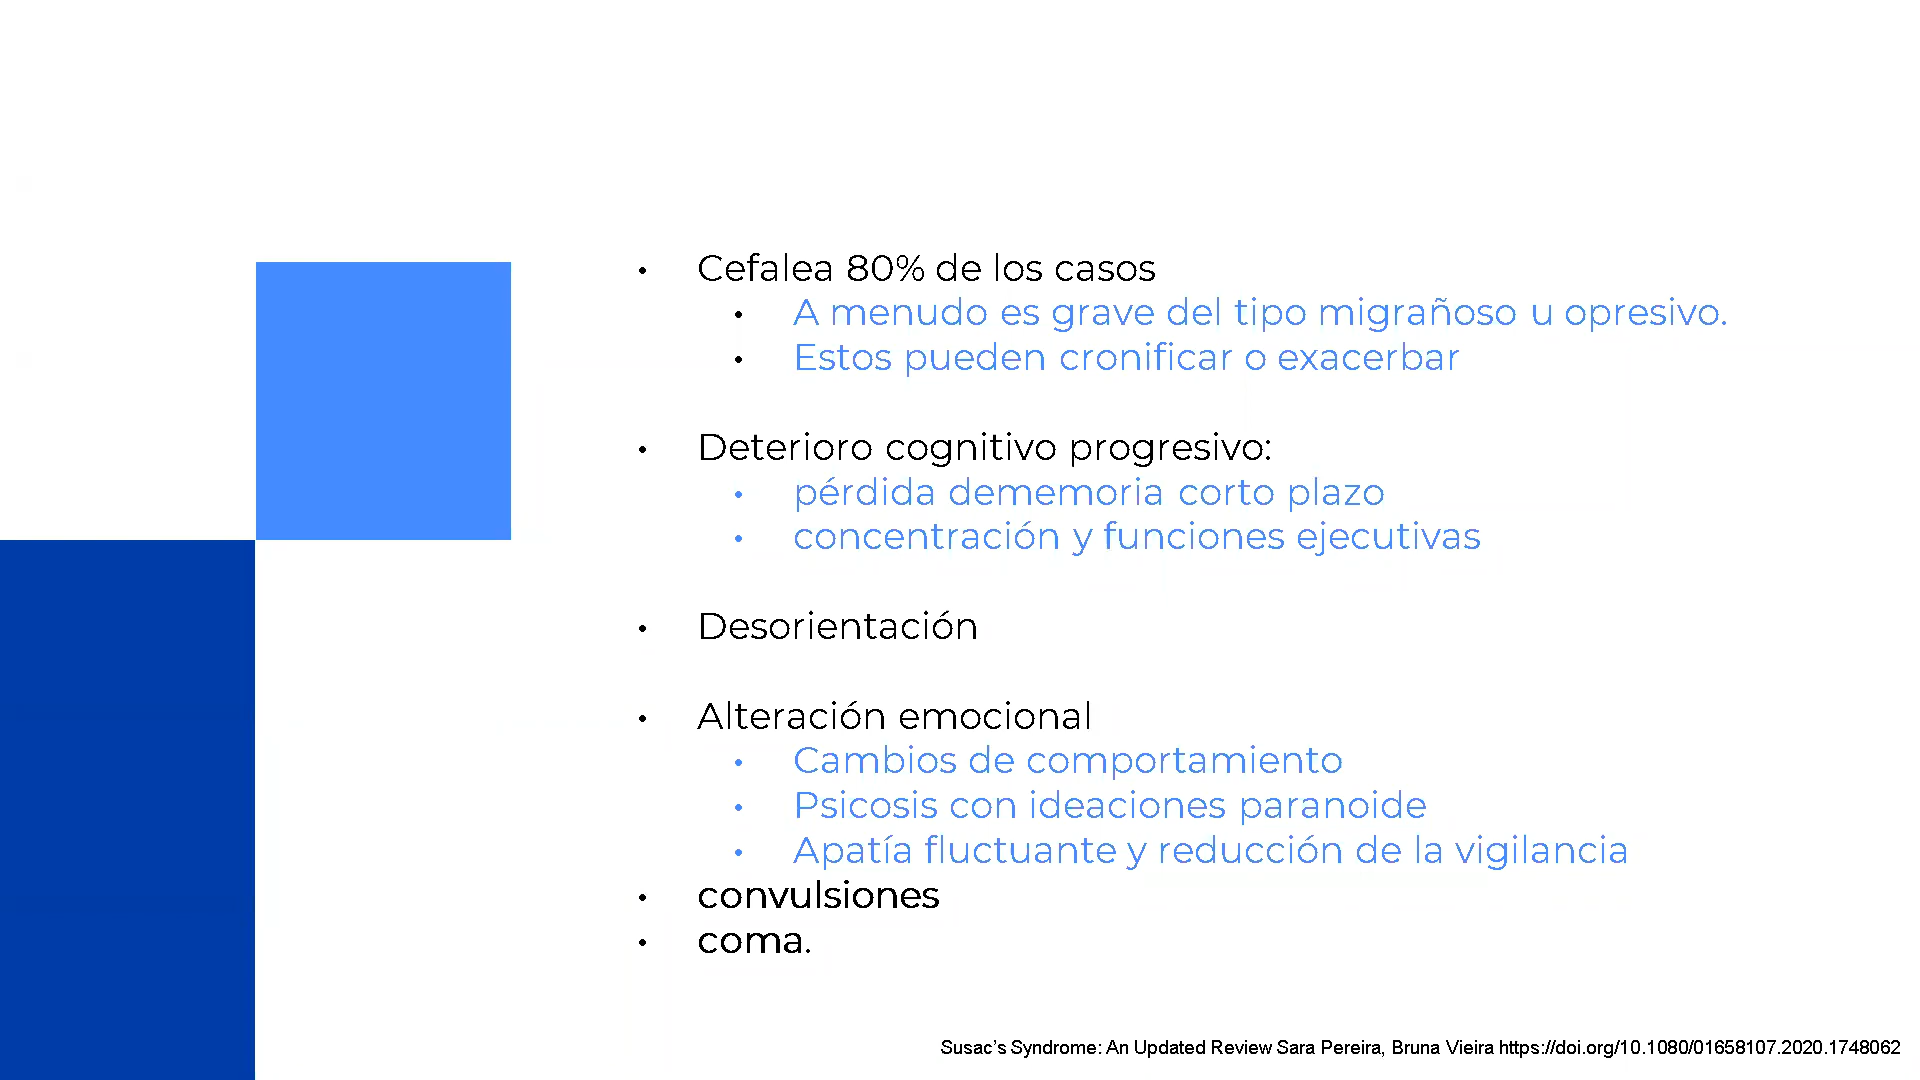 • Cefalea 80% de los casos
• A menudo es grave del tipo migrañoso u opresivo.
• Estos pueden cronificar o exacerbar
• Deterioro cognitivo progresivo:
• pérdida dememoria corto plazo
• concentración y funciones ejecutivas
• Desorientación
• Alteración emocional
• Cambios de comportamiento
• Psicosis con ideaciones paranoide
• Apatía fluctuante y reducción de la vigilancia
• convulsiones
• coma.
Susac’s Syndrome: An Updated Review Sara Pereira, Bruna Vieira https://doi.org/10.1080/01658107.2020.1748062